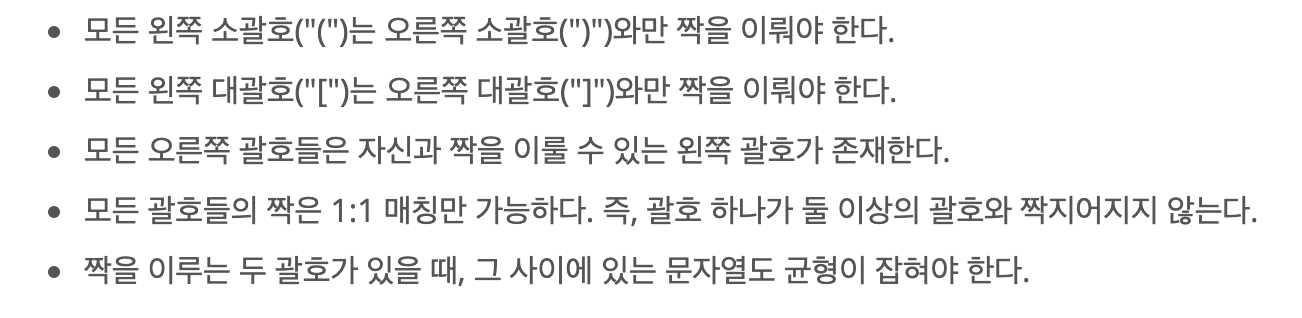 • 모든 왼쪽 소괄호("(")는 오른쪽 소괄호(")")와만 짝을 이뤄야 한다.
• 모든 왼쪽 대괄호("[")는 오른쪽 대괄호("]")와만 짝을 이뤄야 한다.
• 모든 오른쪽 괄호들은 자신과 짝을 이룰 수 있는 왼쪽 괄호가 존재한다.
• 모든 괄호들의 짝은 1:1 매칭만 가능하다. 즉, 괄호 하나가 둘 이상의 괄호와 짝지어지지 않는다.
• 짝을 이루는 두 괄호가 있을 때, 그 사이에 있는 문자열도 균형이 잡혀야 한다.